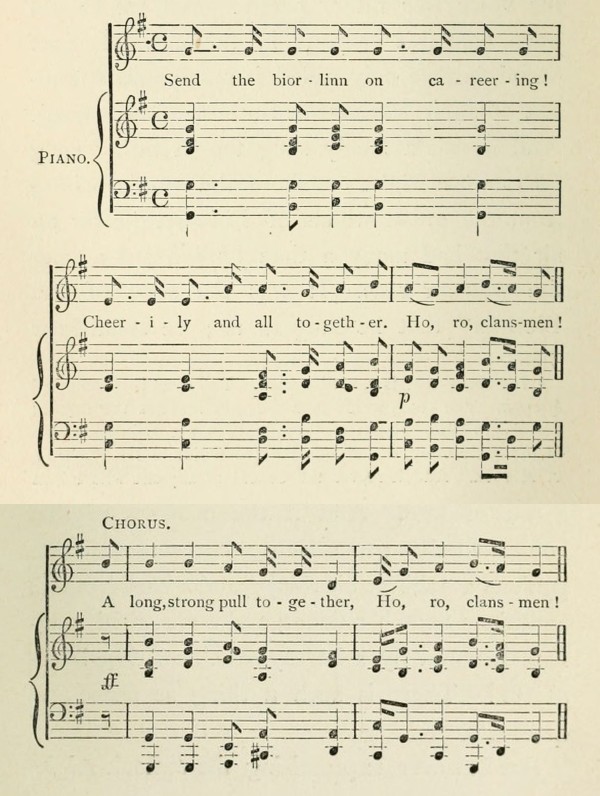 Send the bior - linn on ca - reer - ing!
PIANO.
Cheer - i - ly and all to - geth - er. Ho, ro, clans - men!
p
CHORUS.
A long, strong pull to - ge - ther, Ho, ro, clans - men!
ff